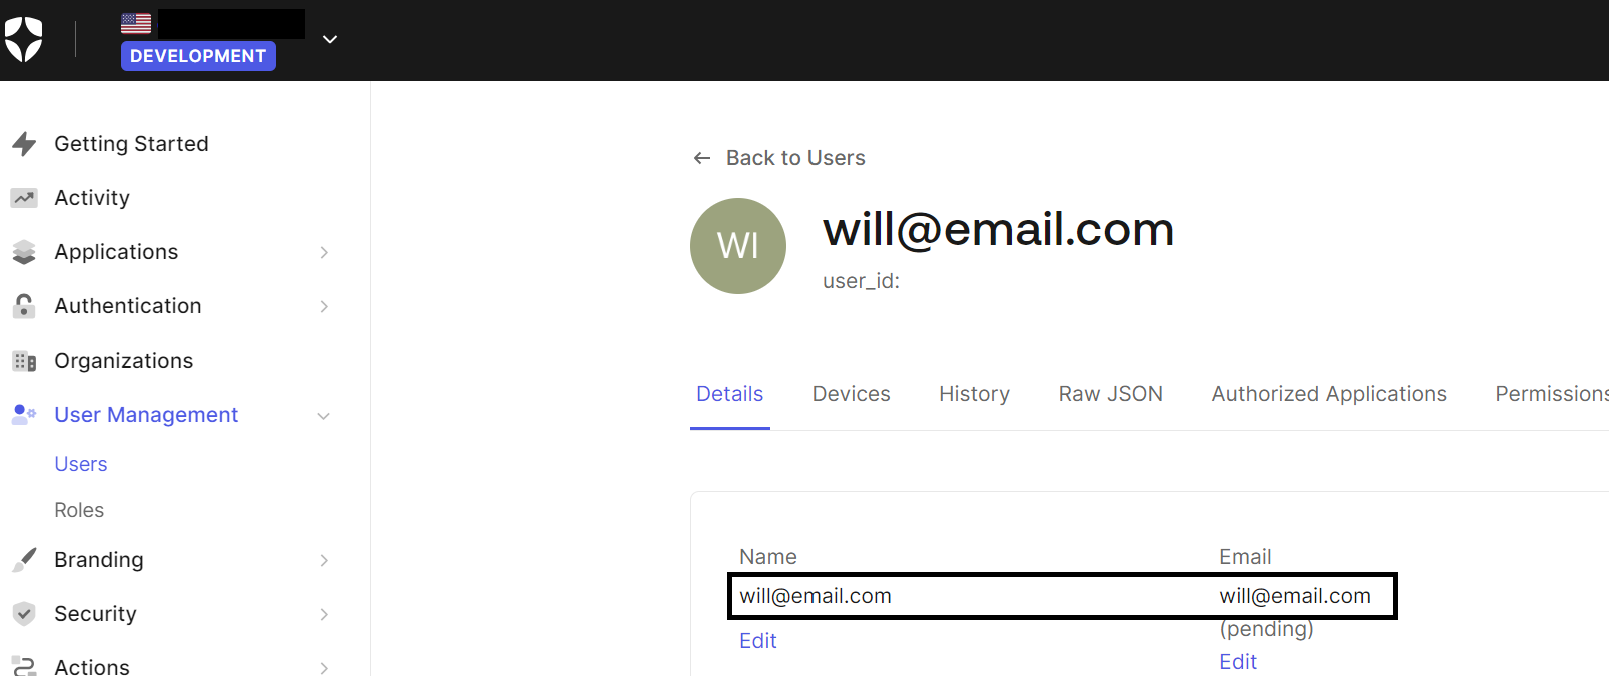 DEVELOPMENT
Getting Started
Activity
Applications
Authentication
Organizations
User Management
Users
Roles
Branding
Security
Actions
Back to Users
WI
will@email.com
user_id:
Details Devices History Raw JSON Authorized Applications Permissions
Name Email
will@email.com will@email.com
(pending)
Edit Edit